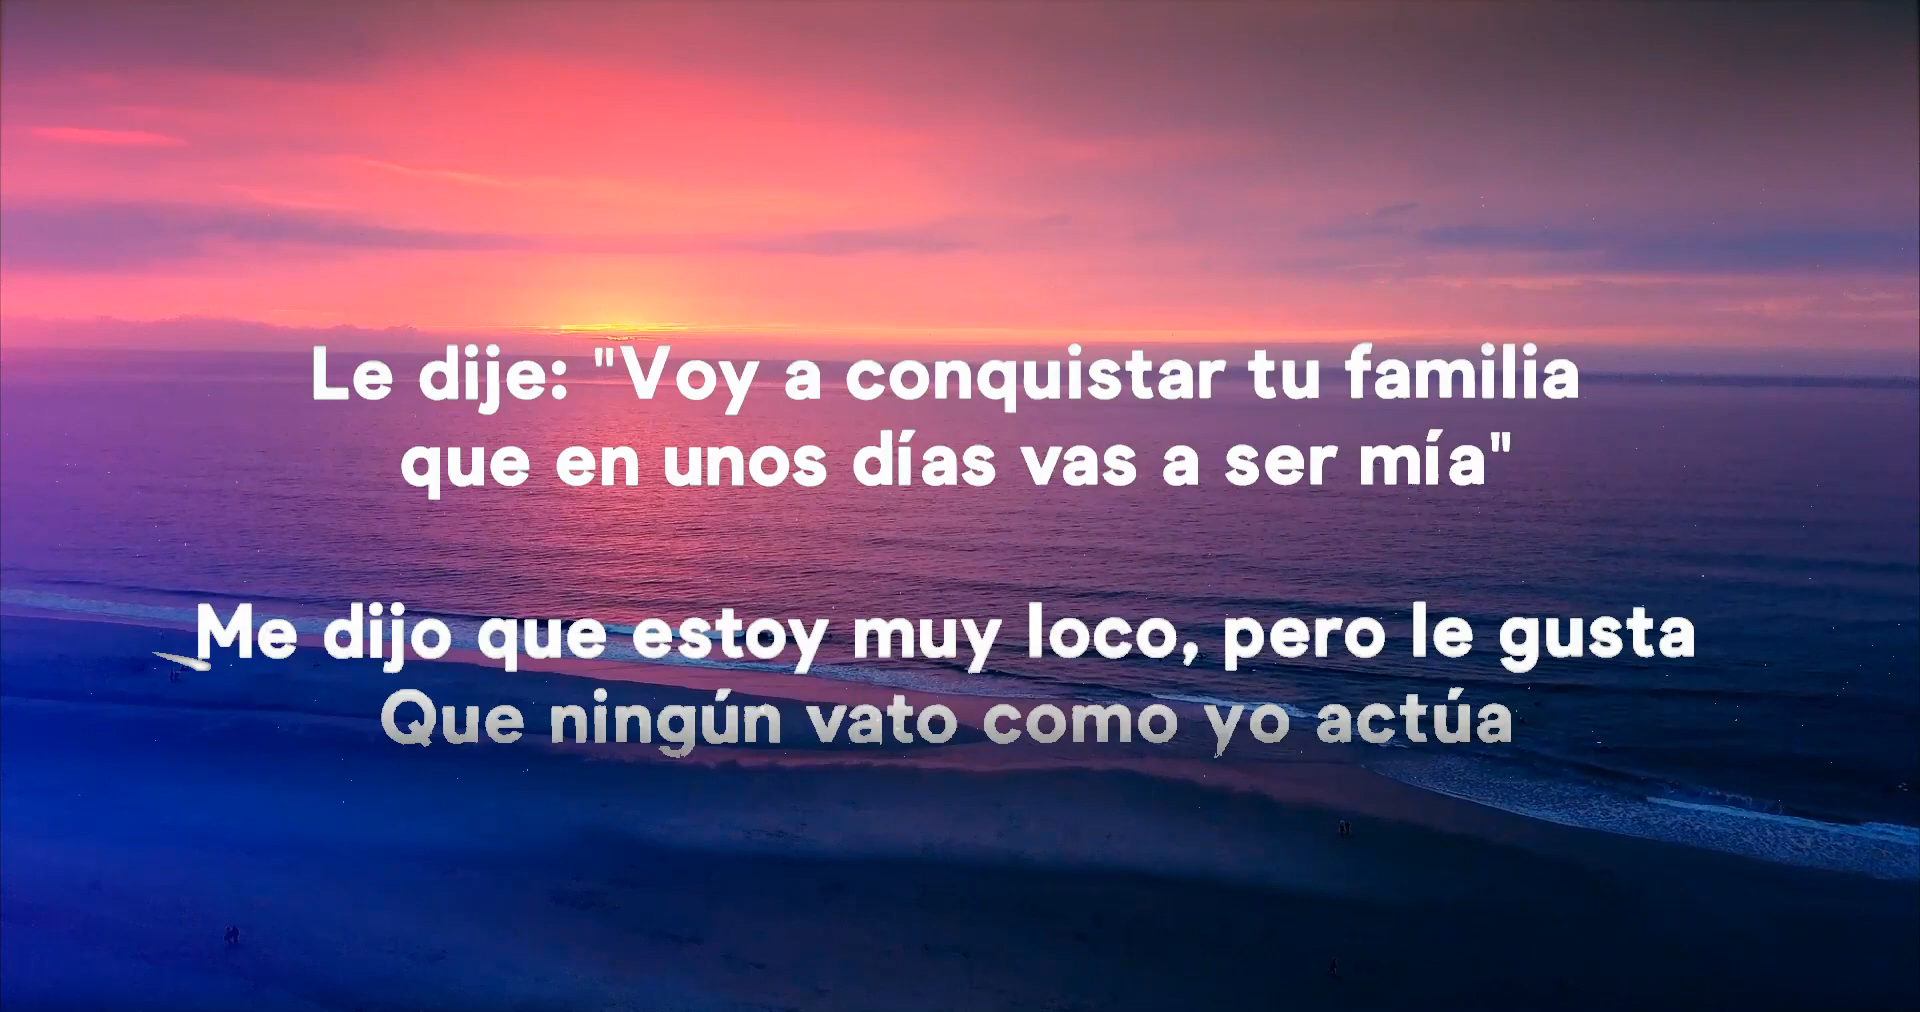 Le dije: "Voy a conquistar tu familia
que en unos días vas a ser mía"
Me dijo que estoy muy loco, pero le gusta
Que ningún vato como yo actúa